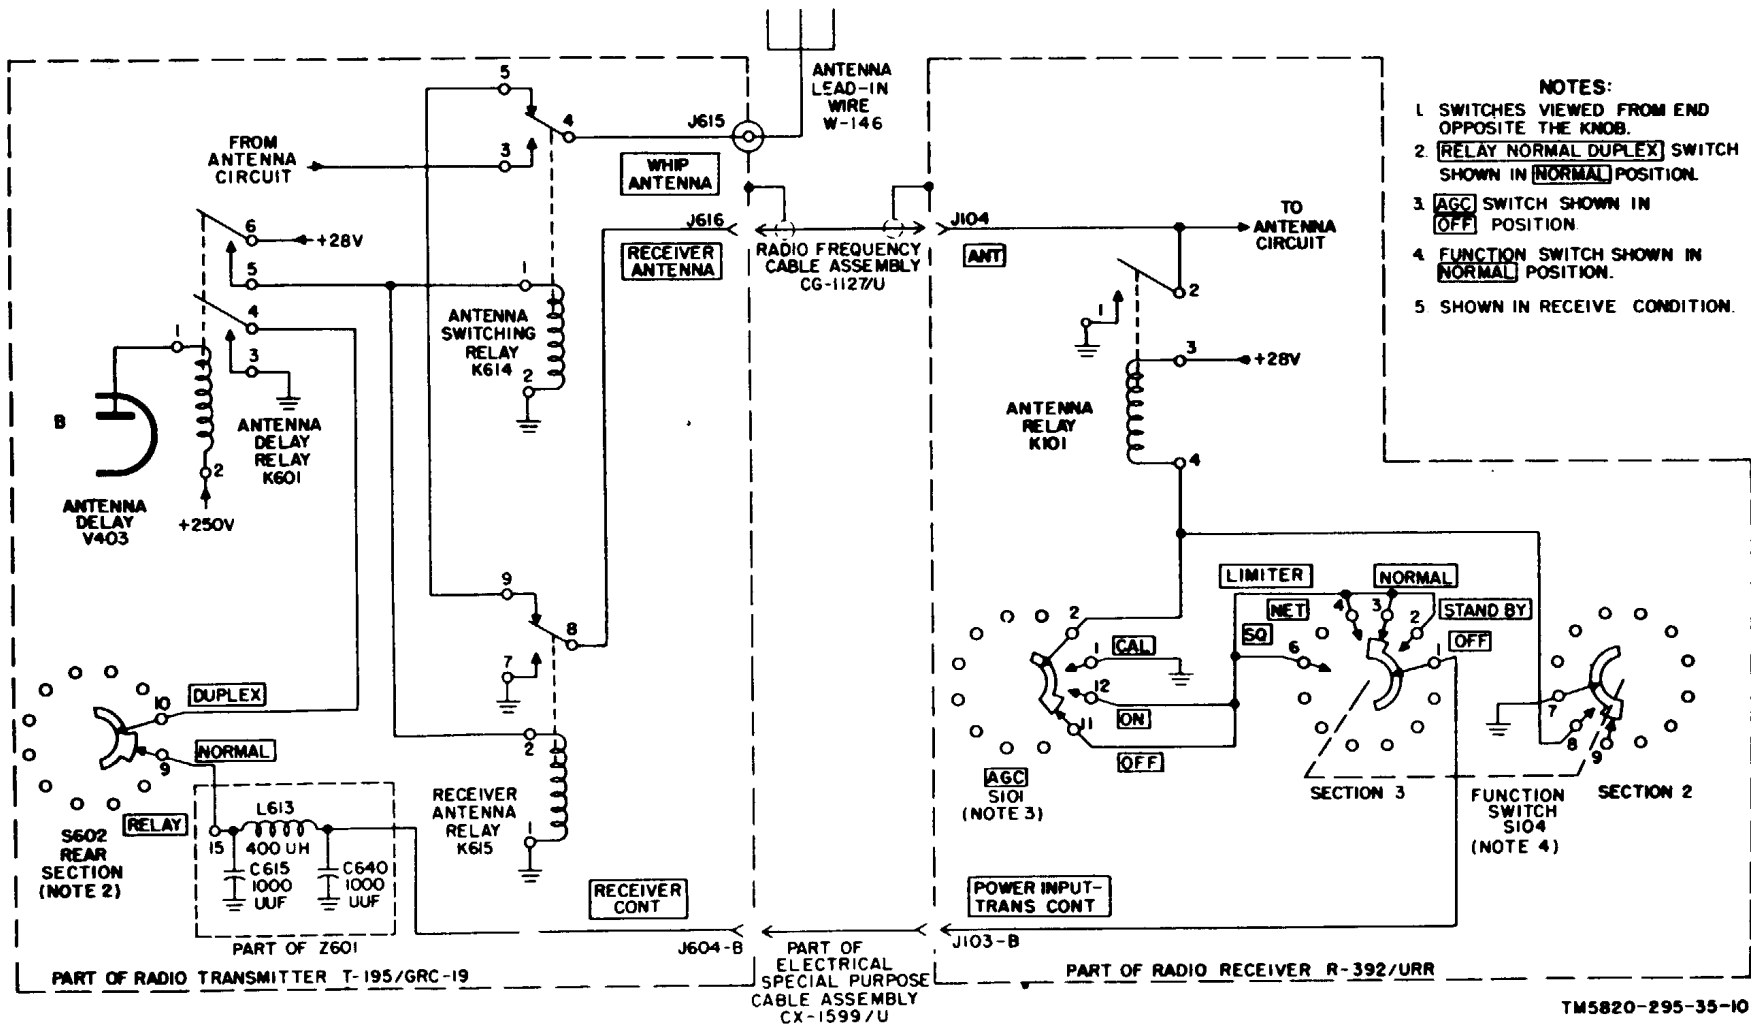 ANTENNA
LEAD-IN
WIRE
W-146
NOTES:
1. SWITCHES VIEWED FROM END
OPPOSITE THE KNOB.
2. RELAY NORMAL DUPLEX SWITCH
SHOWN IN NORMAL POSITION.
3. AGC SWITCH SHOWN IN
OFF POSITION.
4. FUNCTION SWITCH SHOWN IN
NORMAL POSITION.
5. SHOWN IN RECEIVE CONDITION.
FROM
ANTENNA
CIRCUIT
5
4
3
J615
WHIP
ANTENNA
J616
RECEIVER
ANTENNA
RADIO FREQUENCY
CABLE ASSEMBLY
CG-1127/U
J104
ANT
TO
ANTENNA
CIRCUIT
6
+28V
5
4
3
1
2
+250V
B
ANTENNA
DELAY
V403
ANTENNA
DELAY
RELAY
K601
1
ANTENNA
SWITCHING
RELAY
K614
2
2
1
3
+28V
ANTENNA
RELAY
K101
4
9
8
7
2
RECEIVER
ANTENNA
RELAY
K615
1
10
DUPLEX
NORMAL
9
RELAY
S602
REAR
SECTION
(NOTE 2)
L613
15
400 UH
C615
1000
UUF
C640
1000
UUF
PART OF Z601
RECEIVER
CONT
J604-B
PART OF RADIO TRANSMITTER T-195/GRC-19
PART OF
ELECTRICAL
SPECIAL PURPOSE
CABLE ASSEMBLY
CX-1599/U
2
1
CAL
12
ON
11
OFF
AGC
S101
(NOTE 3)
LIMITER
NORMAL
NET
4
3
2
STAND BY
SQ
6
1
OFF
SECTION 3
7
8
9
FUNCTION
SWITCH
S104
(NOTE 4)
SECTION 2
POWER INPUT-
TRANS CONT
J103-B
PART OF RADIO RECEIVER R-392/URR
TM5820-295-35-10